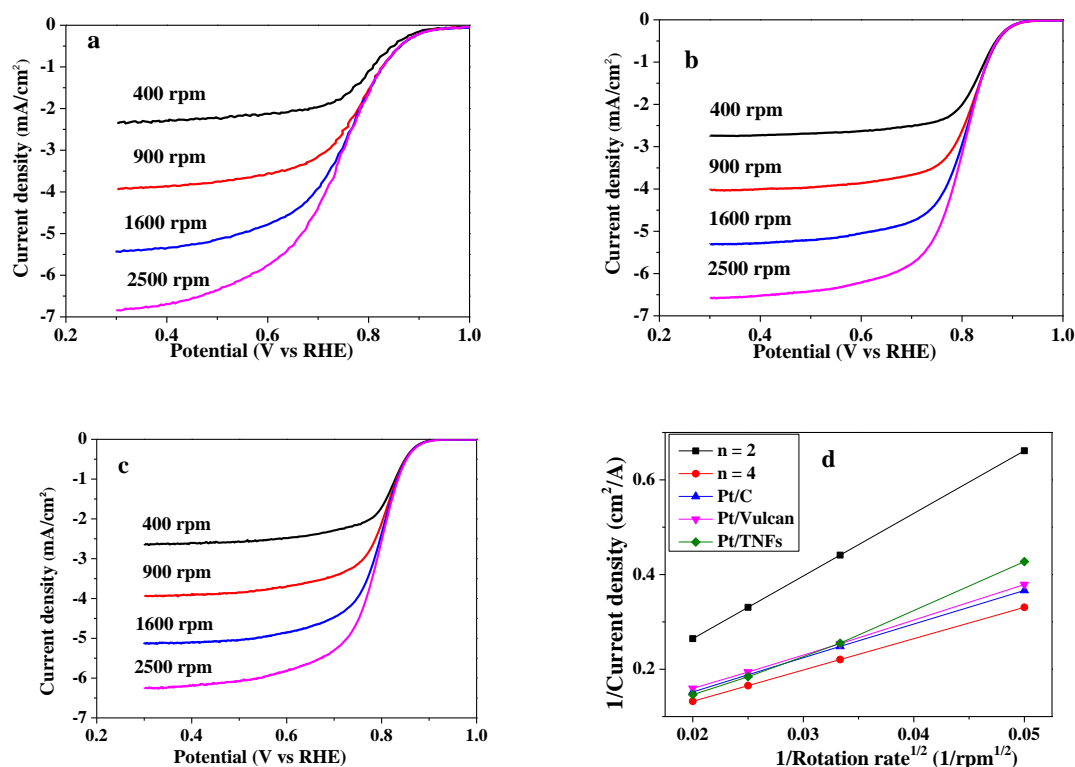 a
400 rpm
900 rpm
1600 rpm
2500 rpm
0
-1
-2
-3
-4
-5
-6
-7
0.2
0.4
0.6
0.8
1.0
Current density (mA/cm²)
Potential (V vs RHE)
b
400 rpm
900 rpm
1600 rpm
2500 rpm
0
-1
-2
-3
-4
-5
-6
-7
0.2
0.4
0.6
0.8
1.0
Current density (mA/cm²)
Potential (V vs RHE)
c
400 rpm
900 rpm
1600 rpm
2500 rpm
0
-1
-2
-3
-4
-5
-6
-7
0.2
0.4
0.6
0.8
1.0
Current density (mA/cm²)
Potential (V vs RHE)
d
n = 2
n = 4
Pt/C
Pt/Vulcan
Pt/TNFs
0.6
0.4
0.2
0.02
0.03
0.04
0.05
1/Current density (cm²/A)
1/Rotation rate¹/² (1/rpm¹/²)